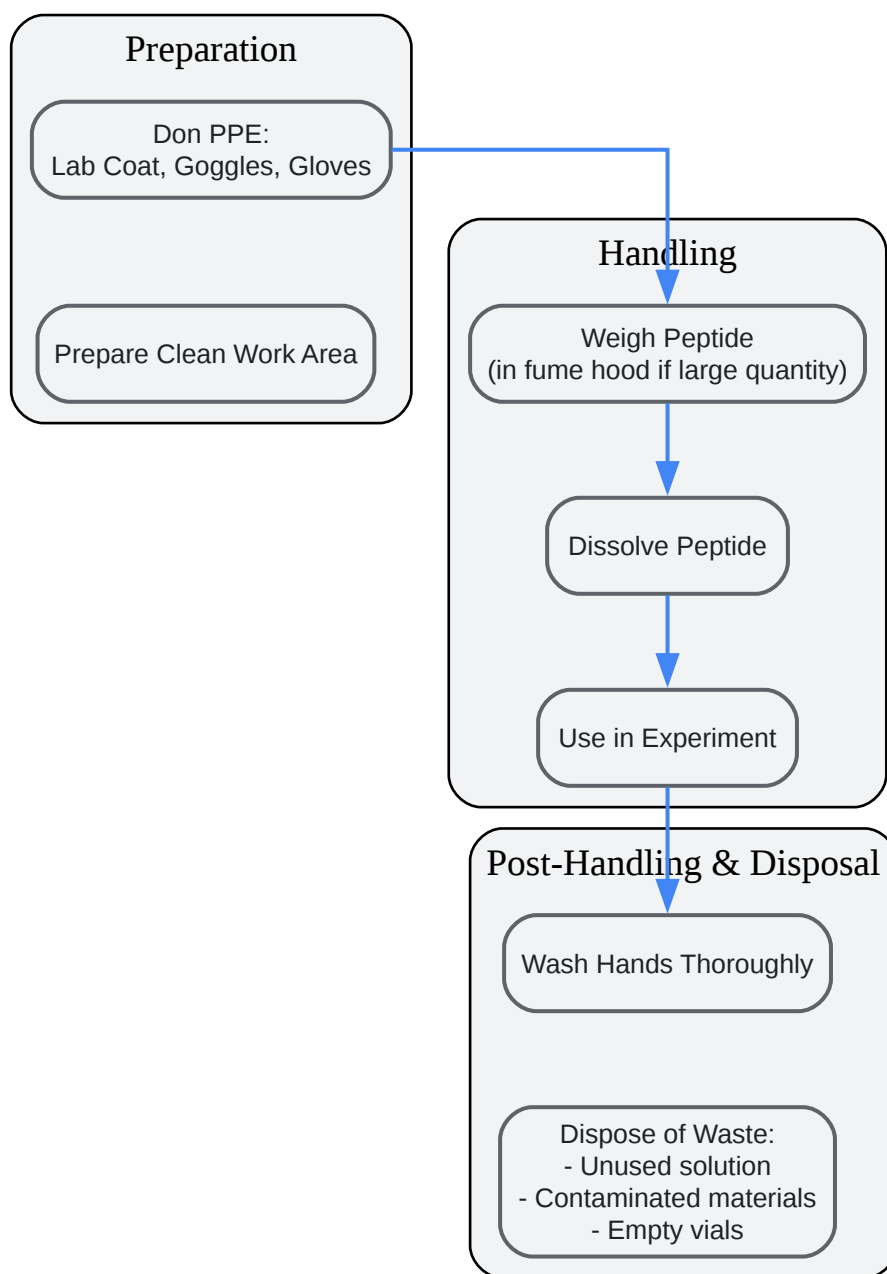 Preparation
Don PPE:
Lab Coat, Goggles, Gloves
Prepare Clean Work Area
Handling
Weigh Peptide
(in fume hood if large quantity)
Dissolve Peptide
Use in Experiment
Post-Handling & Disposal
Wash Hands Thoroughly
Dispose of Waste:
- Unused solution
- Contaminated materials
- Empty vials